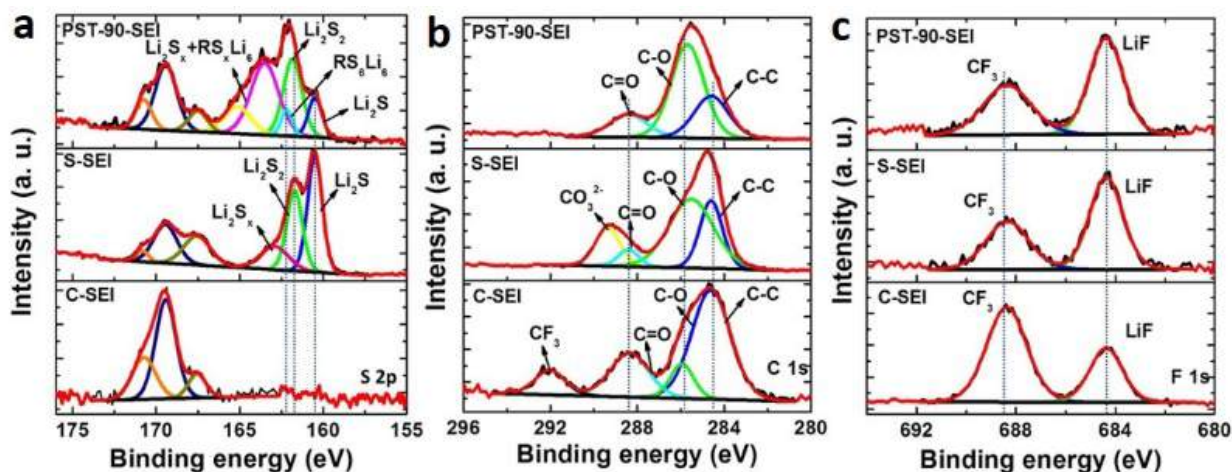 a
PST-90-SEI
Li₂Sₓ+RSₓLi₆
Li₂S₂
RS₆Li₆
Li₂S
S-SEI
Li₂S₂
Li₂S
Li₂Sₓ
C-SEI
S 2p
Intensity (a. u.)
175 170 165 160 155
Binding energy (eV)
b
PST-90-SEI
C-O
C=O
C-C
S-SEI
C-O
C-C
CO₃²⁻
C=O
C-SEI
C-O
C-C
CF₃
C=O
C 1s
Intensity (a. u.)
296 292 288 284 280
Binding energy (eV)
c
PST-90-SEI
LiF
CF₃
S-SEI
LiF
CF₃
C-SEI
CF₃
LiF
F 1s
Intensity (a. u.)
692 688 684 680
Binding energy (eV)